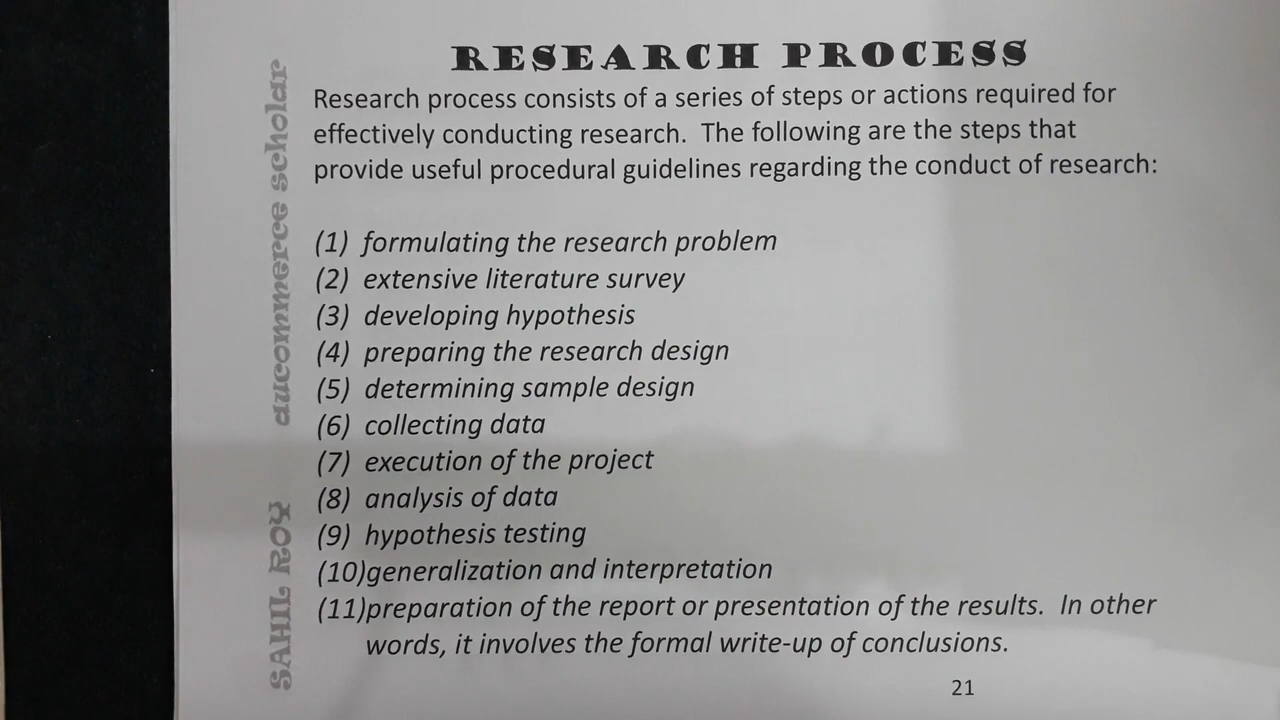 RESEARCH PROCESS
Research process consists of a series of steps or actions required for
effectively conducting research.  The following are the steps that
provide useful procedural guidelines regarding the conduct of research:
(1) formulating the research problem
(2) extensive literature survey
(3) developing hypothesis
(4) preparing the research design
(5) determining sample design
(6) collecting data
(7) execution of the project
(8) analysis of data
(9) hypothesis testing
(10)generalization and interpretation
(11)preparation of the report or presentation of the results.  In other
words, it involves the formal write-up of conclusions.
21
SAHIL ROY aucommerce scholar